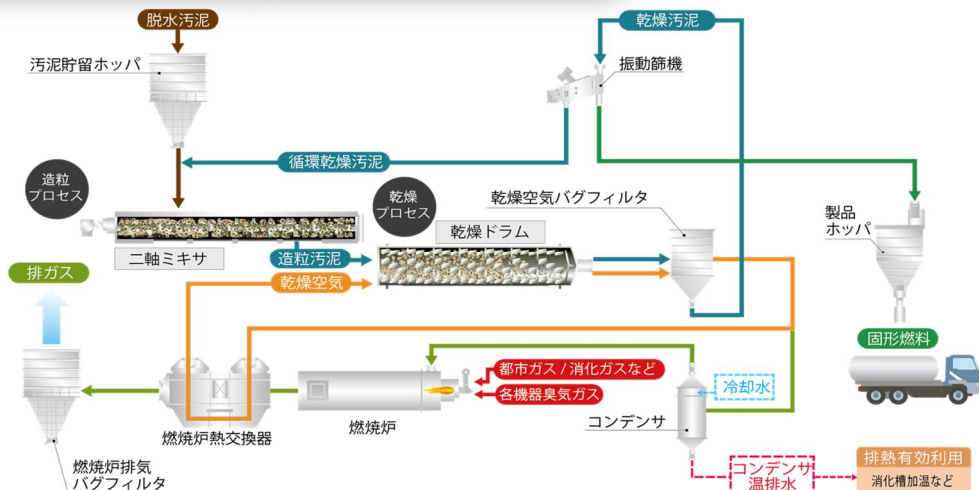 脱水汚泥
乾燥汚泥
汚泥貯留ホッパ
振動篩機
循環乾燥汚泥
造粒
プロセス
乾燥
プロセス
乾燥空気バグフィルタ
製品
ホッパ
乾燥ドラム
二軸ミキサ
造粒汚泥
排ガス
乾燥空気
固形燃料
都市ガス / 消化ガスなど
冷却水
各機器臭気ガス
燃焼炉熱交換器
燃焼炉
コンデンサ
燃焼炉排気
バグフィルタ
コンデンサ
温排水
排熱有効利用
消化槽加温など